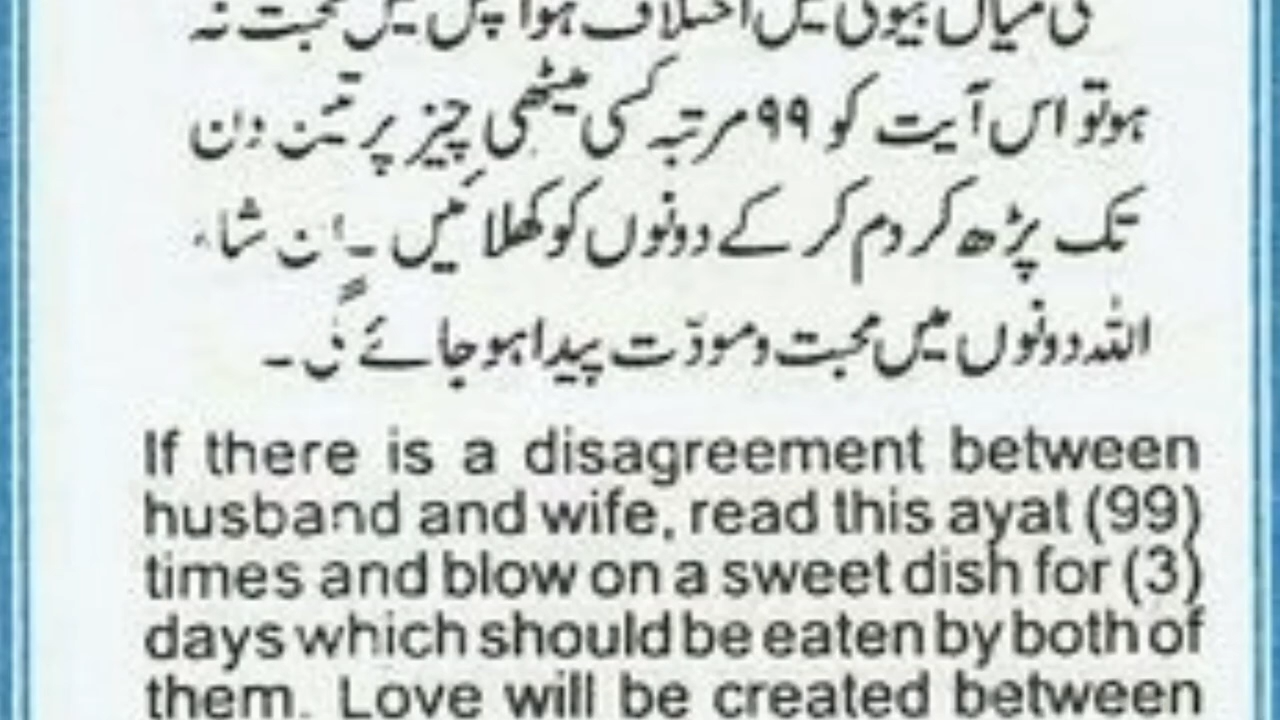 میاں بیوی میں اختلاف ہو آپس میں محبت نہ
ہو تو اس آیت کو ۹۹ مرتبہ کسی میٹھی چیز پر تین دن
تک پڑھ کر دم کر کے دونوں کو کھلائیں ۔ ان شاء
اللہ دونوں میں محبت و مودّت پیدا ہو جائے گی ۔
If there is a disagreement between
husband and wife, read this ayat (99)
times and blow on a sweet dish for (3)
days which should be eaten by both of
them. Love will be created between